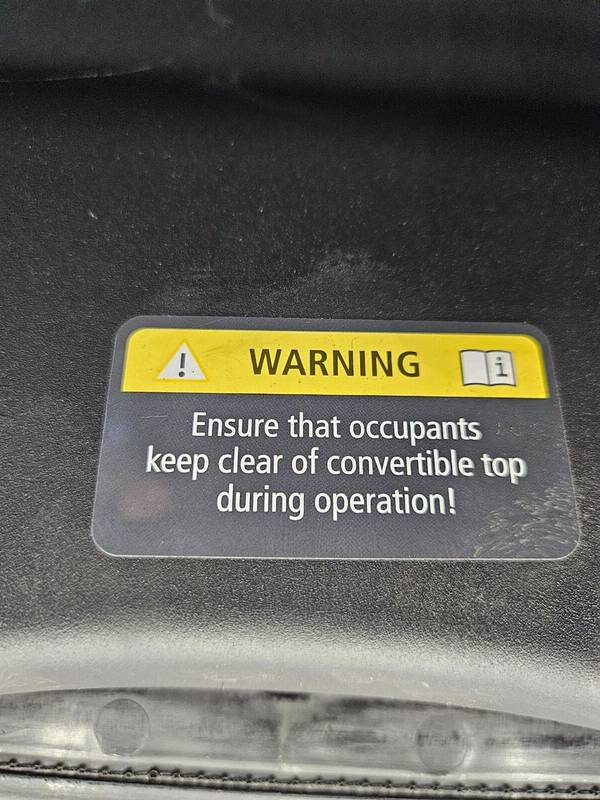 WARNING
Ensure that occupants
keep clear of convertible top
during operation!